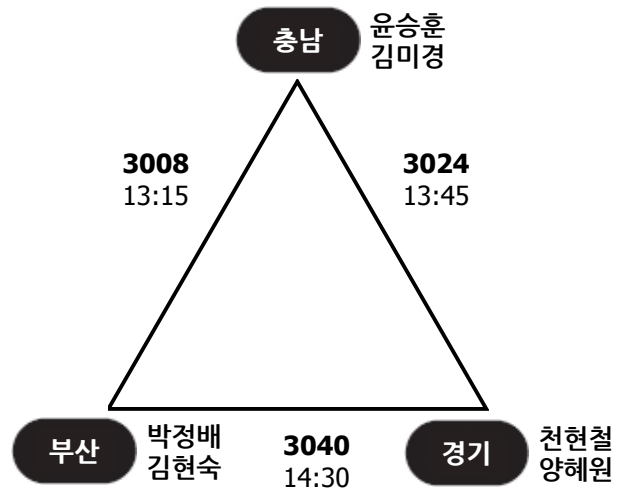 충남
윤승훈
김미경
3008
13:15
3024
13:45
부산
박정배
김현숙
3040
14:30
경기
천현철
양혜원